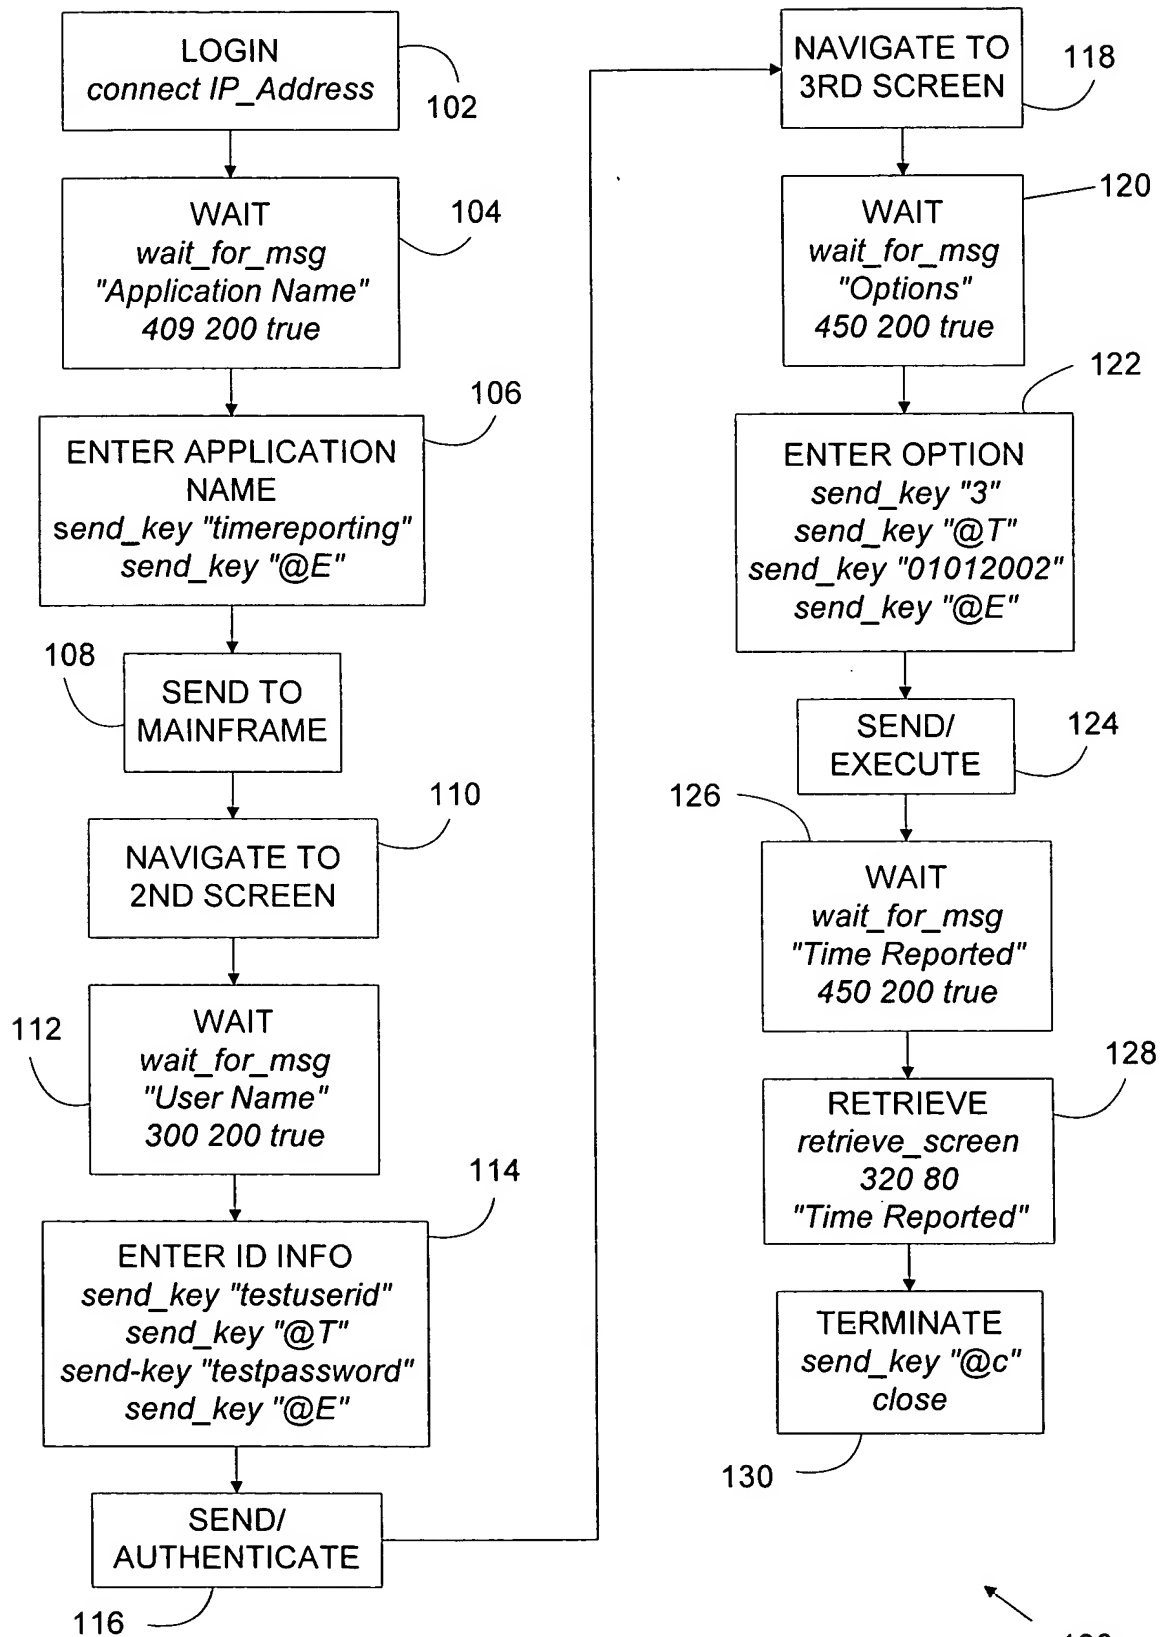 LOGIN
connect IP_Address
102
WAIT
wait_for_msg
"Application Name"
409 200 true
104
ENTER APPLICATION
NAME
send_key "timereporting"
send_key "@E"
106
108
SEND TO
MAINFRAME
110
NAVIGATE TO
2ND SCREEN
112
WAIT
wait_for_msg
"User Name"
300 200 true
114
ENTER ID INFO
send_key "testuserid"
send_key "@T"
send-key "testpassword"
send_key "@E"
SEND/
AUTHENTICATE
116
NAVIGATE TO
3RD SCREEN
118
WAIT
wait_for_msg
"Options"
450 200 true
120
122
ENTER OPTION
send_key "3"
send_key "@T"
send_key "01012002"
send_key "@E"
SEND/
EXECUTE
124
126
WAIT
wait_for_msg
"Time Reported"
450 200 true
128
RETRIEVE
retrieve_screen
320 80
"Time Reported"
TERMINATE
send_key "@c"
close
130